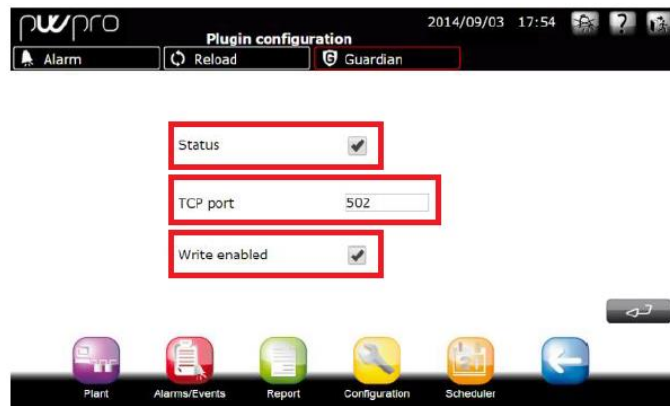 pwpro
2014/09/03 17:54
Plugin configuration
?
Alarm
Reload
G Guardian
Status
TCP port 502
Write enabled
Plant
Alarms/Events
Report
Configuration
Scheduler